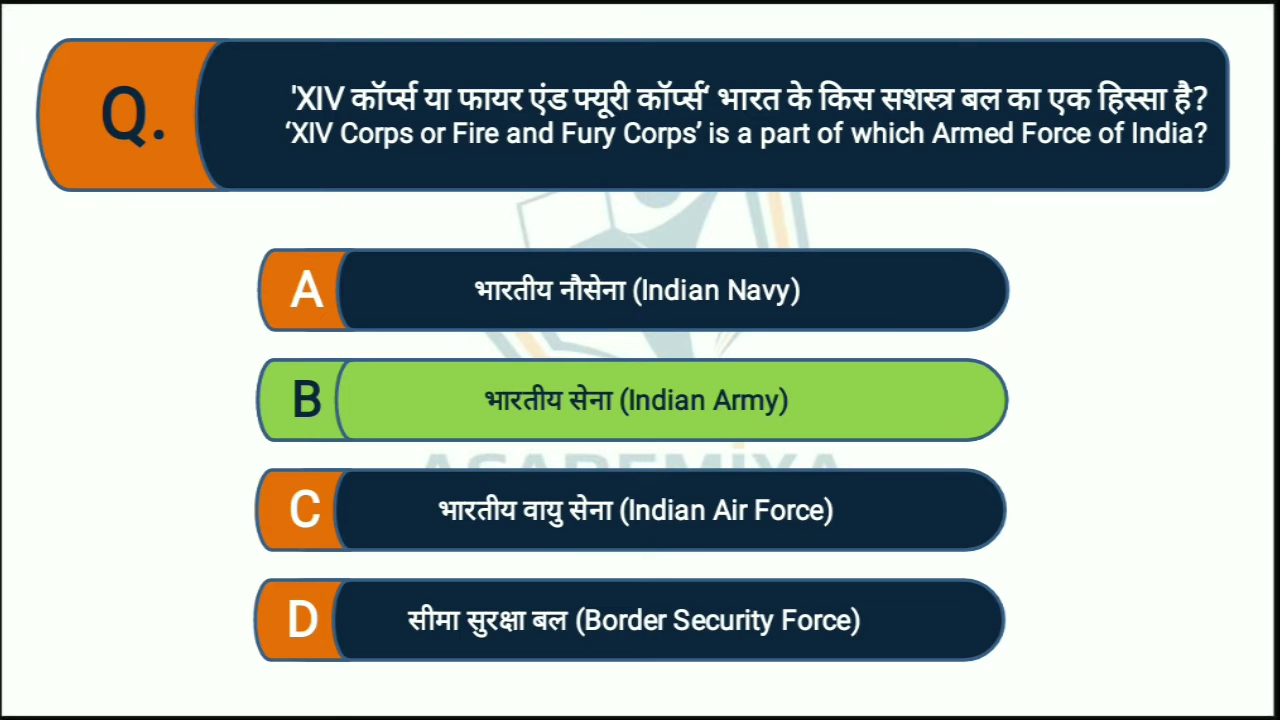 Q.
'XIV कॉर्प्स या फायर एंड फ्यूरी कॉर्प्स‘ भारत के किस सशस्त्र बल का एक हिस्सा है?
‘XIV Corps or Fire and Fury Corps’ is a part of which Armed Force of India?
A
भारतीय नौसेना (Indian Navy)
B
भारतीय सेना (Indian Army)
C
भारतीय वायु सेना (Indian Air Force)
D
सीमा सुरक्षा बल (Border Security Force)